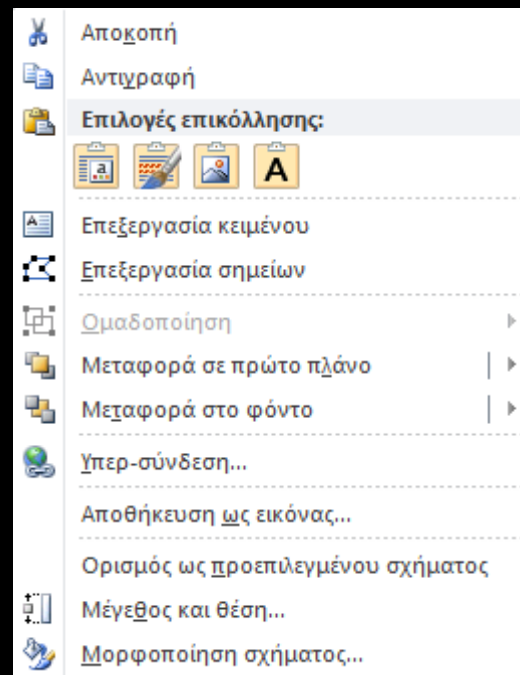 Αποκοπή
Αντιγραφή
Επιλογές επικόλλησης:
a A
A Επεξεργασία κειμένου
Επεξεργασία σημείων
Ομαδοποίηση
Μεταφορά σε πρώτο πλάνο
Μεταφορά στο φόντο
Υπερ-σύνδεση...
Αποθήκευση ως εικόνας...
Ορισμός ως προεπιλεγμένου σχήματος
Μέγεθος και θέση...
Μορφοποίηση σχήματος...